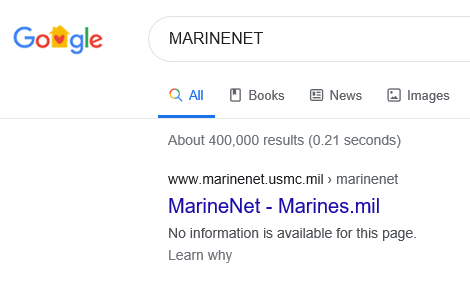 Google
MARINENET
All Books News Images
About 400,000 results (0.21 seconds)
www.marinenet.usmc.mil › marinenet
MarineNet - Marines.mil
No information is available for this page.
Learn why